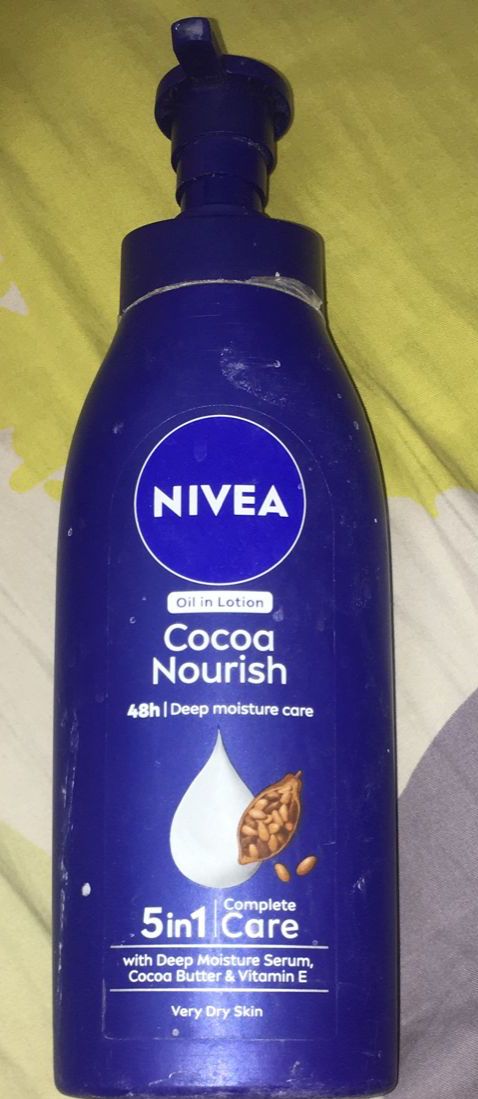 NIVEA
Oil in Lotion
Cocoa
Nourish
48h | Deep moisture care
5in1 | Complete
Care
with Deep Moisture Serum,
Cocoa Butter & Vitamin E
Very Dry Skin